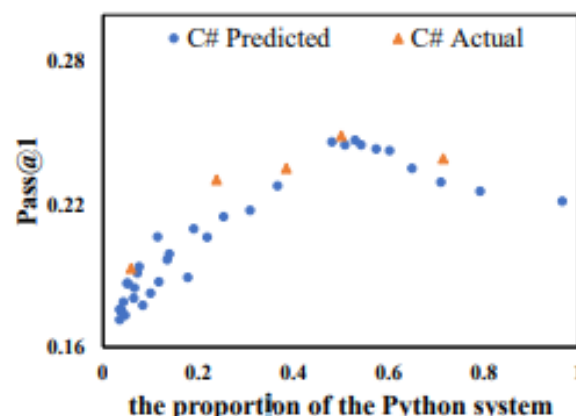 C# Predicted C# Actual
0.28
0.22
0.16
Pass@1
0 0.2 0.4 0.6 0.8 1
the proportion of the Python system